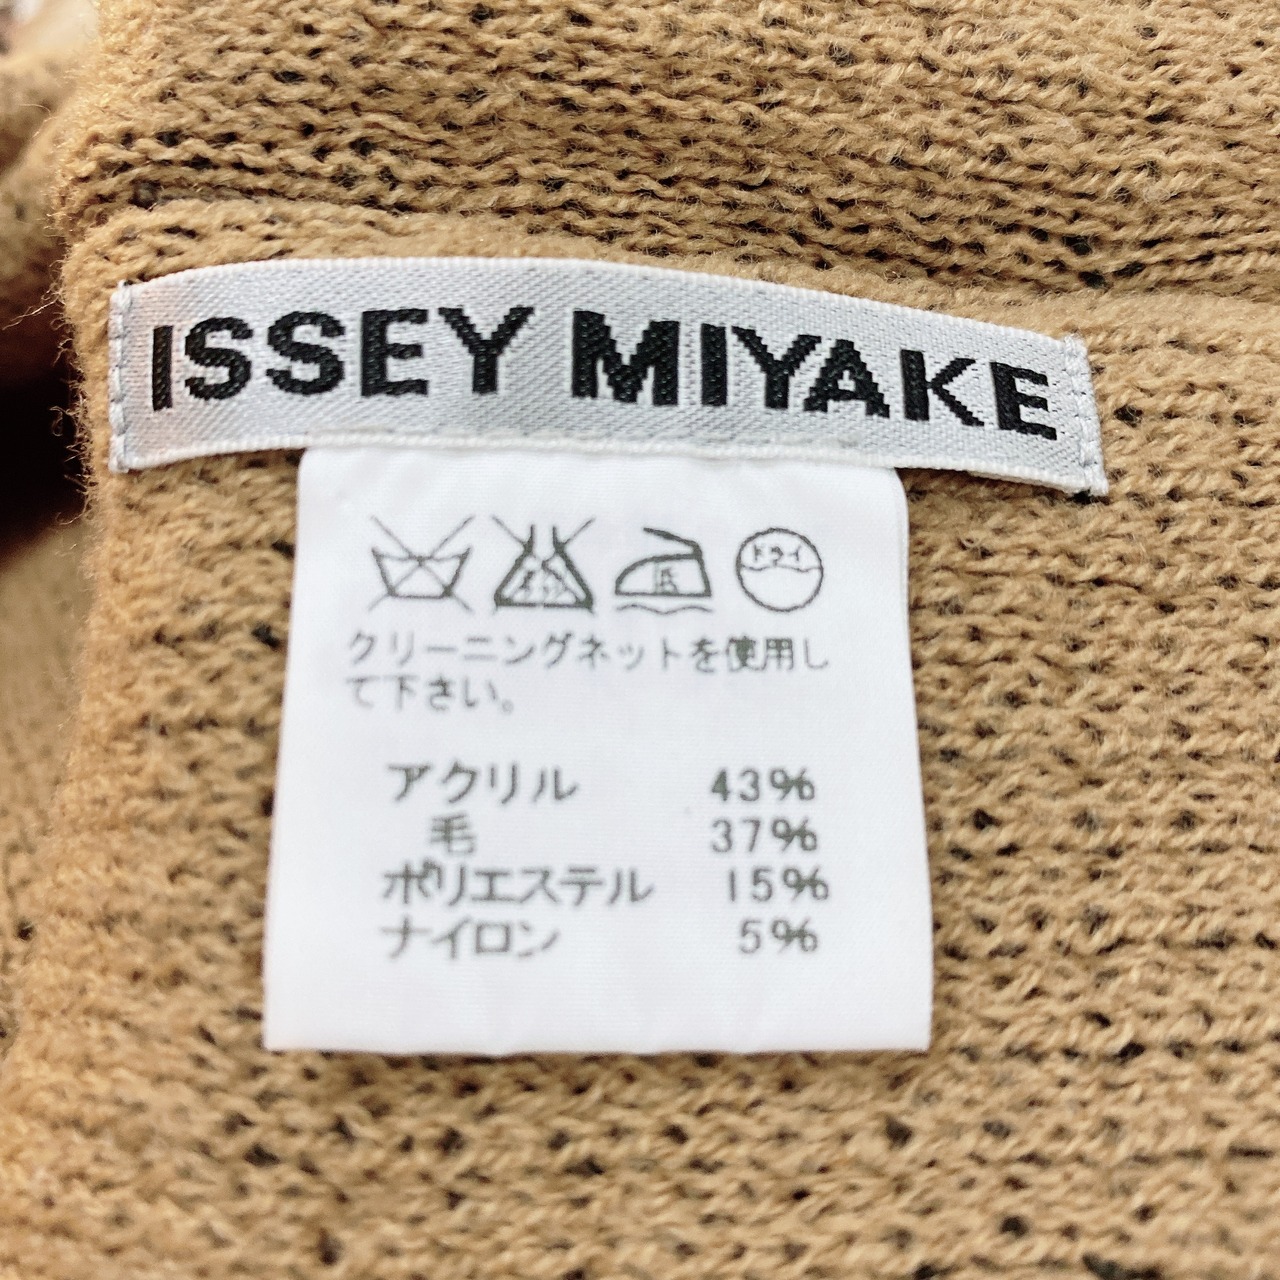 ISSEY MIYAKE
ドライ
クリーニングネットを使用し
て下さい。
アクリル 43%
毛 37%
ポリエステル 15%
ナイロン 5%